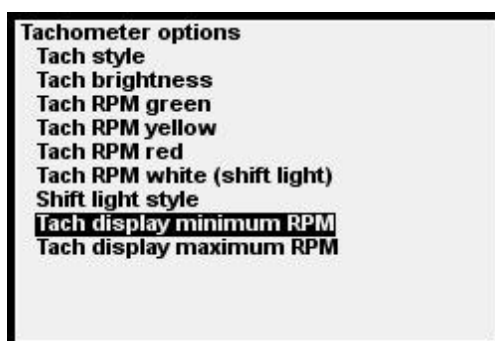 Tachometer options
Tach style
Tach brightness
Tach RPM green
Tach RPM yellow
Tach RPM red
Tach RPM white (shift light)
Shift light style
Tach display minimum RPM
Tach display maximum RPM